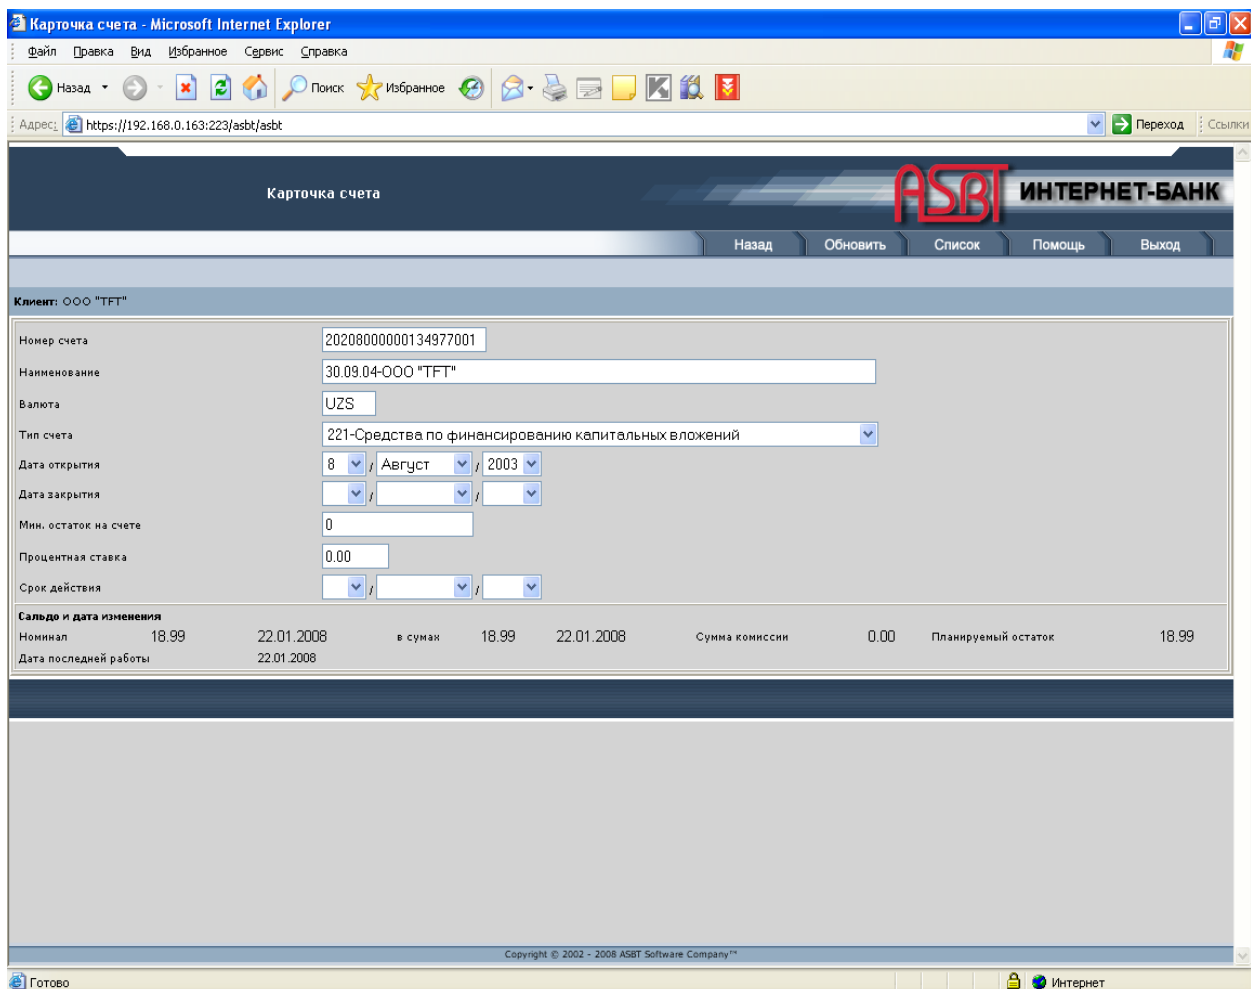 Карточка счета - Microsoft Internet Explorer
Файл Правка Вид Избранное Сервис Справка
Назад Поиск Избранное
Адрес: https://192.168.0.163:223/asbt/asbt Переход Ссылки
Карточка счета ASBT ИНТЕРНЕТ-БАНК
Назад Обновить Список Помощь Выход
Клиент: ООО "TFT"
Номер счета 20208000000134977001
Наименование 30.09.04-ООО "TFT"
Валюта UZS
Тип счета 221-Средства по финансированию капитальных вложений
Дата открытия 8 / Август / 2003
Дата закрытия / /
Мин. остаток на счете 0
Процентная ставка 0.00
Срок действия / /
Сальдо и дата изменения
Номинал 18.99 22.01.2008 в сумах 18.99 22.01.2008 Сумма комиссии 0.00 Планируемый остаток 18.99
Дата последней работы 22.01.2008
Copyright © 2002 - 2008 ASBT Software Company™
Готово Интернет